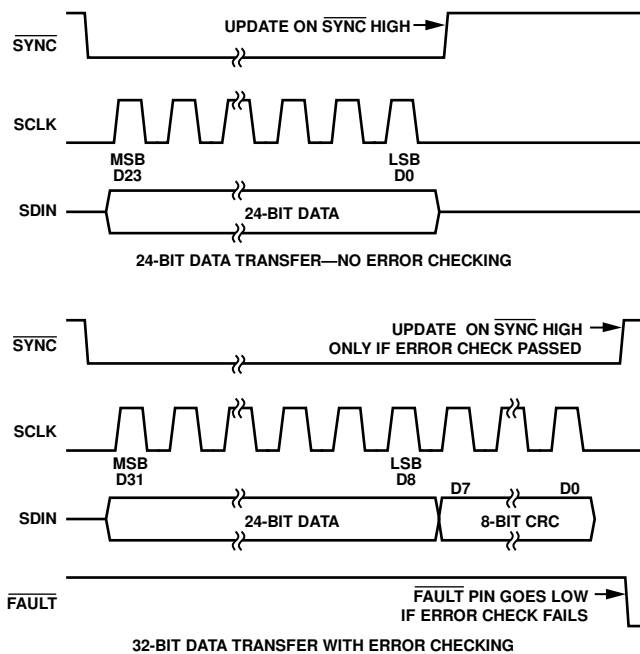 UPDATE ON SYNC HIGH
SYNC
SCLK
MSB
D23
LSB
D0
SDIN
24-BIT DATA
24-BIT DATA TRANSFER—NO ERROR CHECKING
SYNC
UPDATE ON SYNC HIGH
ONLY IF ERROR CHECK PASSED
SCLK
MSB
D31
LSB
D8
D7
D0
SDIN
24-BIT DATA
8-BIT CRC
FAULT
FAULT PIN GOES LOW
IF ERROR CHECK FAILS
32-BIT DATA TRANSFER WITH ERROR CHECKING